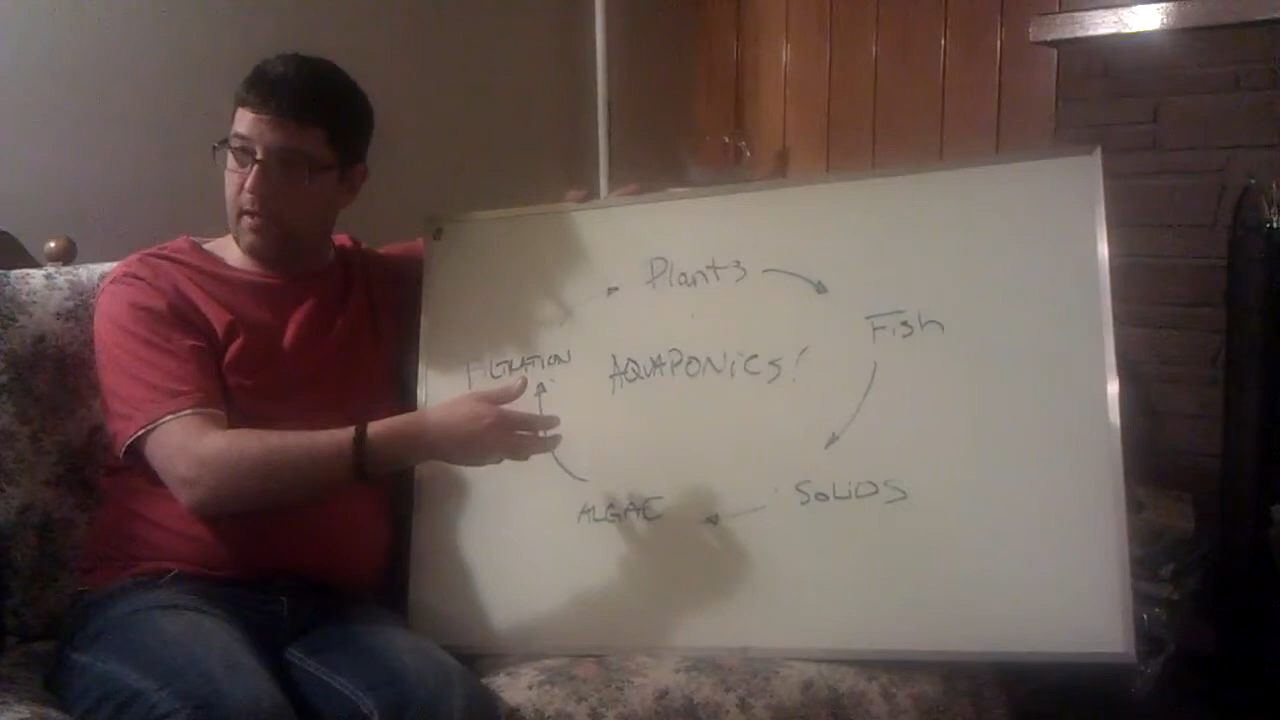 Plants
Fish
FILTRATION
AQUAPONICS!
SOLIDS
ALGAE